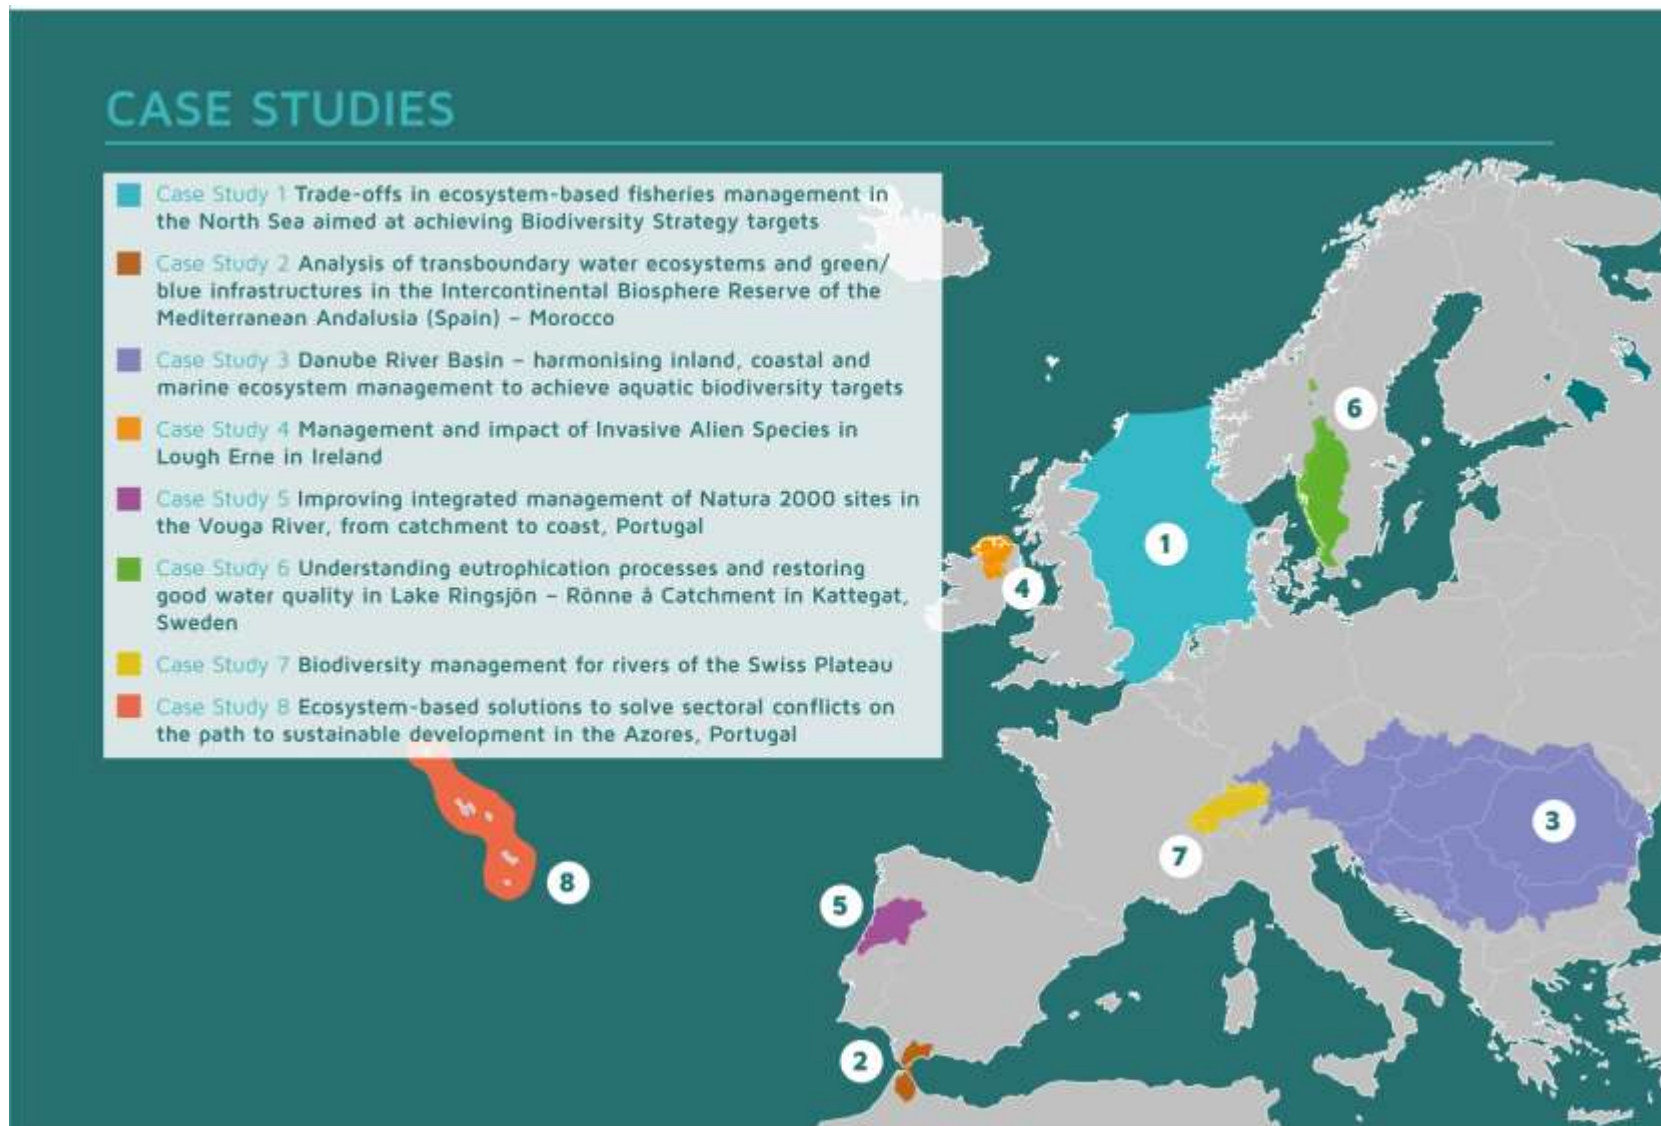 CASE STUDIES
Case Study 1 Trade-offs in ecosystem-based fisheries management in
the North Sea aimed at achieving Biodiversity Strategy targets
Case Study 2 Analysis of transboundary water ecosystems and green/
blue infrastructures in the Intercontinental Biosphere Reserve of the
Mediterranean Andalusia (Spain) – Morocco
Case Study 3 Danube River Basin – harmonising inland, coastal and
marine ecosystem management to achieve aquatic biodiversity targets
Case Study 4 Management and impact of Invasive Alien Species in
Lough Erne in Ireland
Case Study 5 Improving integrated management of Natura 2000 sites in
the Vouga River, from catchment to coast, Portugal
Case Study 6 Understanding eutrophication processes and restoring
good water quality in Lake Ringsjön – Rönne å Catchment in Kattegat,
Sweden
Case Study 7 Biodiversity management for rivers of the Swiss Plateau
Case Study 8 Ecosystem-based solutions to solve sectoral conflicts on
the path to sustainable development in the Azores, Portugal
6
1
4
3
7
8
5
2